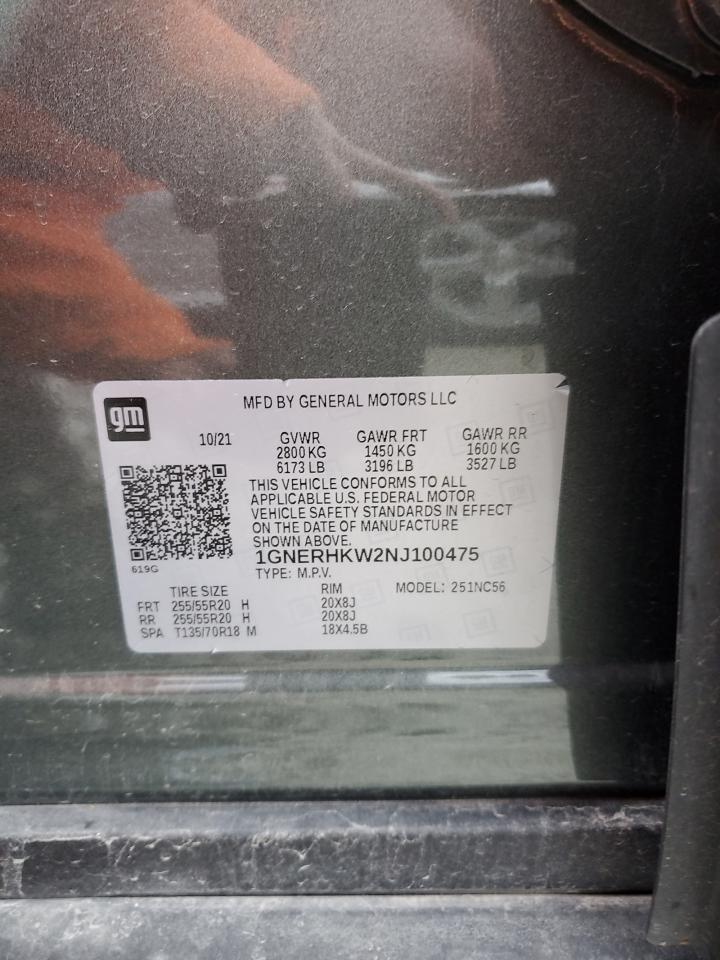 MFD BY GENERAL MOTORS LLC
gm
10/21 GVWR GAWR FRT GAWR RR
2800 KG 1450 KG 1600 KG
6173 LB 3196 LB 3527 LB
THIS VEHICLE CONFORMS TO ALL
APPLICABLE U.S. FEDERAL MOTOR
VEHICLE SAFETY STANDARDS IN EFFECT
ON THE DATE OF MANUFACTURE
SHOWN ABOVE.
1GNERHKW2NJ100475
619G
TYPE: M.P.V.
TIRE SIZE RIM MODEL: 251NC56
FRT 255/55R20 H 20X8J
RR 255/55R20 H 20X8J
SPA T135/70R18 M 18X4.5B